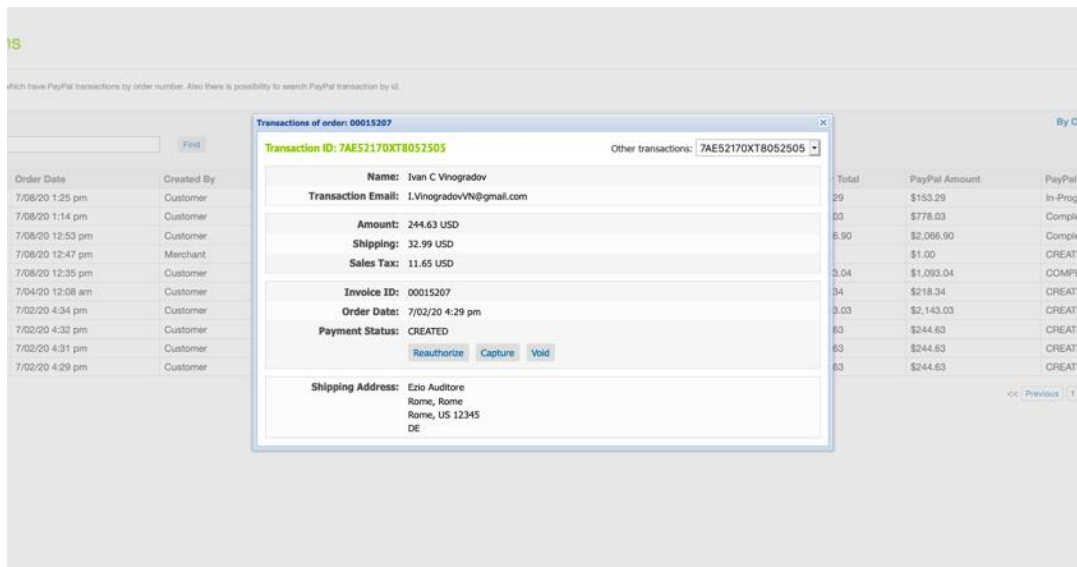 ns
which have PayPal transactions by order number. Also there is possibility to search PayPal transaction by id.
Transactions of order: 00015207
By
Find
Transaction ID: 7AE52170XT8052505
Other transactions: 7AE52170XT8052505
Name: Ivan C Vinogradov
Transaction Email: I.VinogradovVN@gmail.com
Amount: 244.63 USD
Shipping: 32.99 USD
Sales Tax: 11.65 USD
Invoice ID: 00015207
Order Date: 7/02/20 4:29 pm
Payment Status: CREATED
Reauthorize Capture Void
Shipping Address: Ezio Auditore
Rome, Rome
Rome, US 12345
DE
Order Date Created By Total PayPal Amount PayPal
7/08/20 1:25 pm Customer 29 $153.29 In-Prog
7/08/20 1:14 pm Customer 03 $778.03 Comple
7/08/20 12:53 pm Customer 6.90 $2,066.90 Comple
7/08/20 12:47 pm Merchant $1.00 CREAT
7/08/20 12:35 pm Customer 3.04 $1,093.04 COMPL
7/04/20 12:08 am Customer 34 $218.34 CREAT
7/02/20 4:34 pm Customer 3.03 $2,143.03 CREAT
7/02/20 4:32 pm Customer 63 $244.63 CREAT
7/02/20 4:31 pm Customer 63 $244.63 CREAT
7/02/20 4:29 pm Customer 63 $244.63 CREAT
<< Previous 1